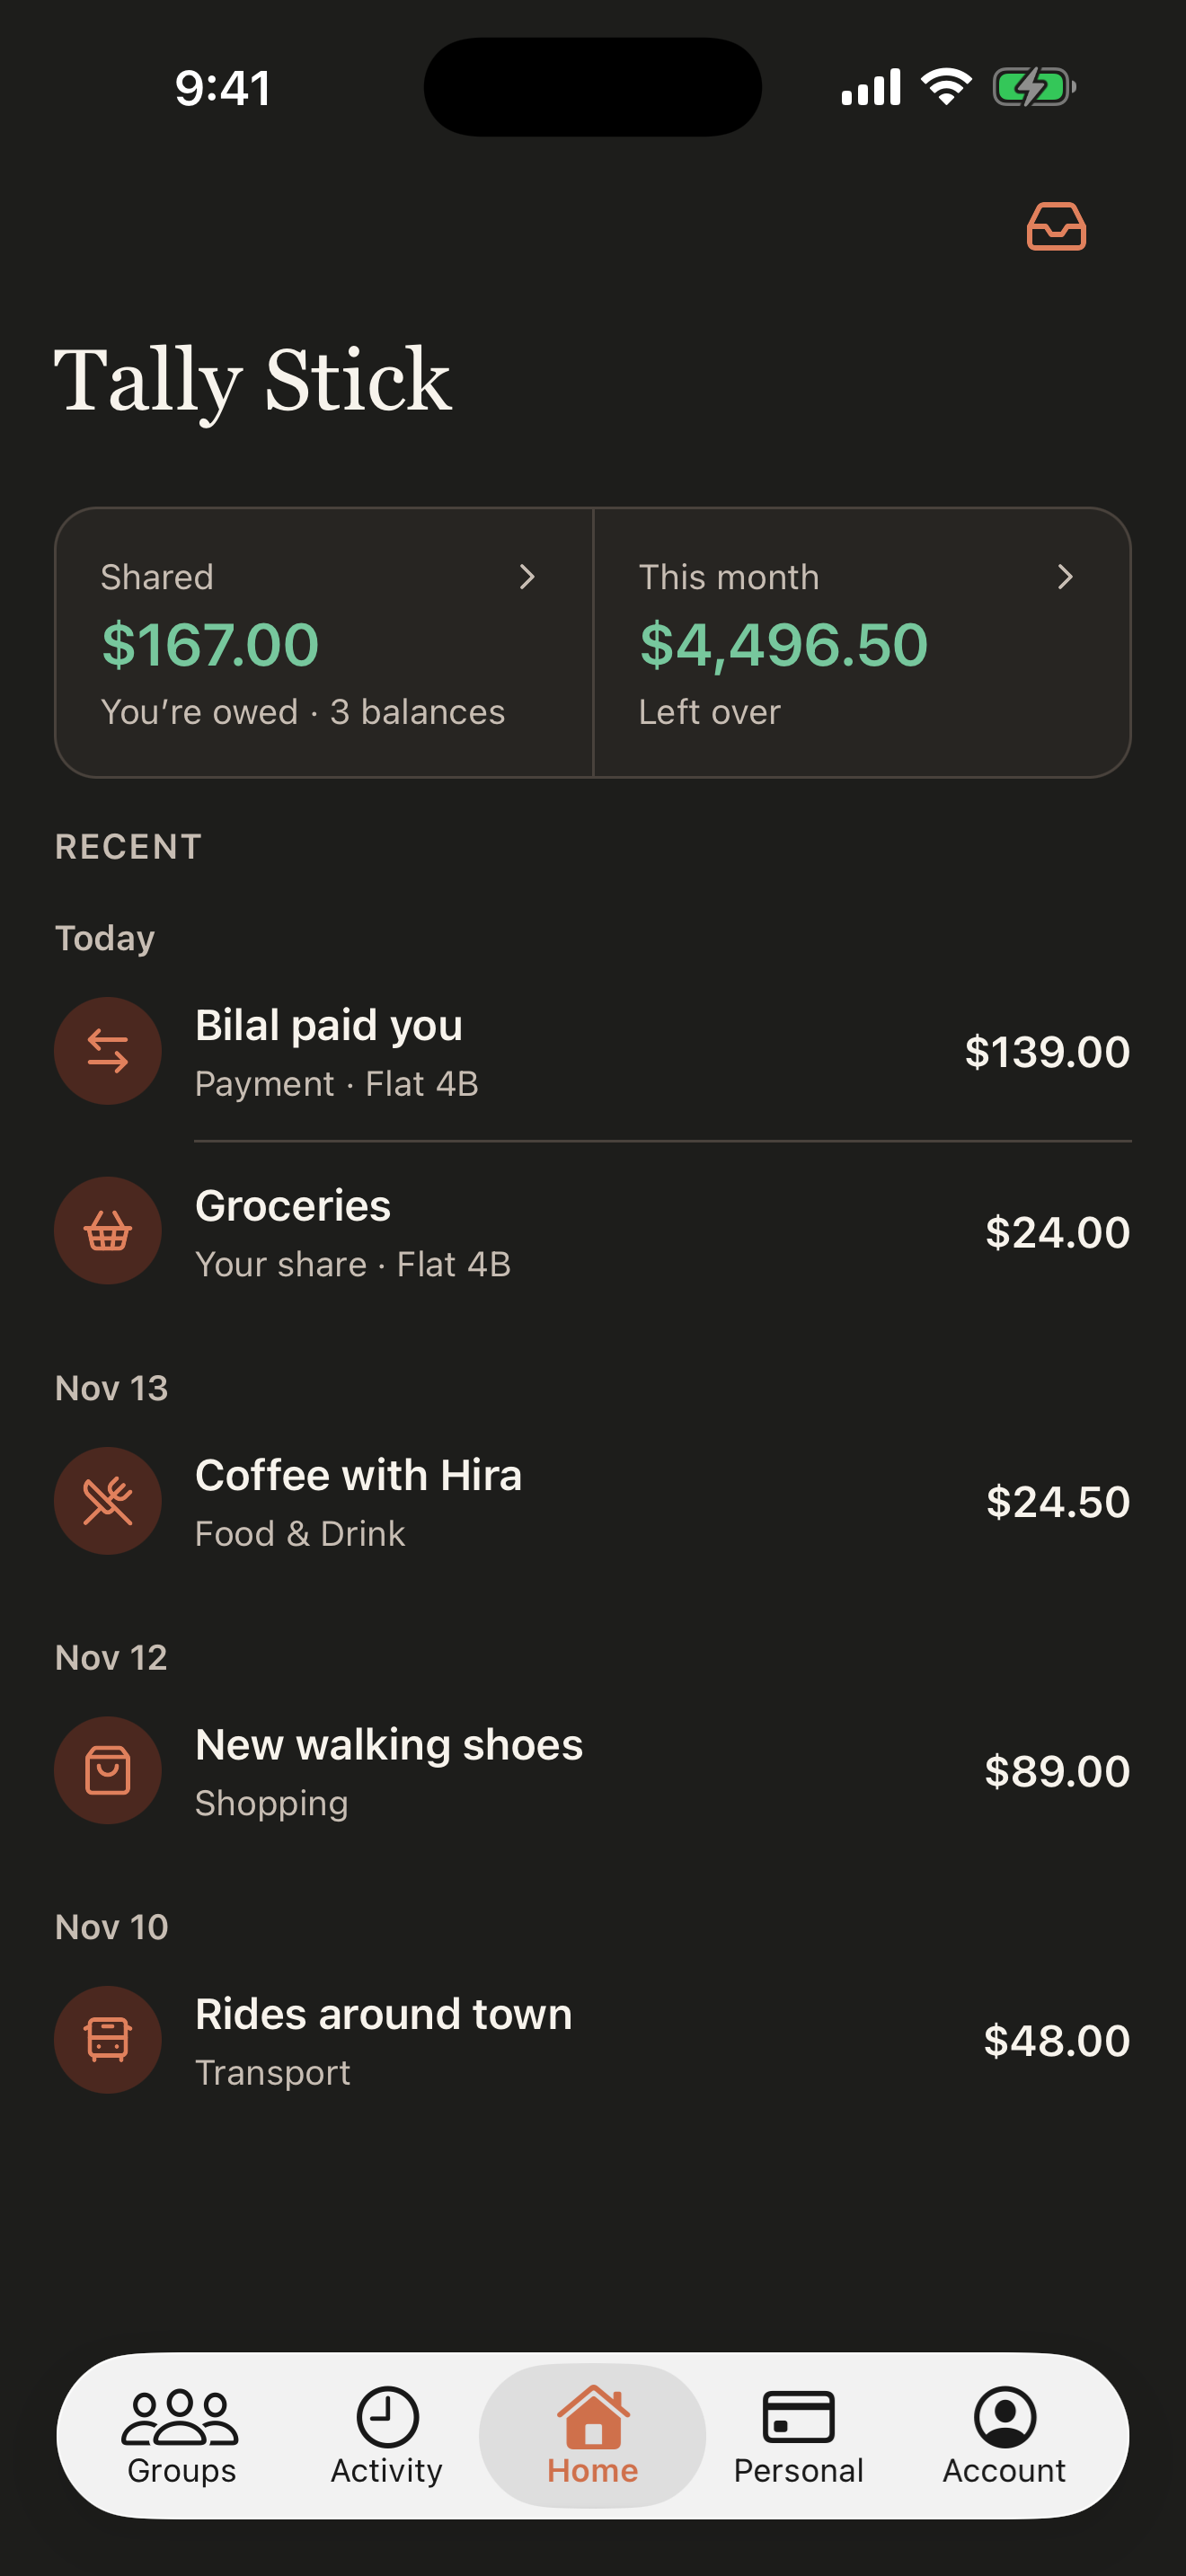 9:41
Tally Stick
Shared
$167.00
You’re owed · 3 balances
This month
$4,496.50
Left over
RECENT
Today
Bilal paid you
Payment · Flat 4B
$139.00
Groceries
Your share · Flat 4B
$24.00
Nov 13
Coffee with Hira
Food & Drink
$24.50
Nov 12
New walking shoes
Shopping
$89.00
Nov 10
Rides around town
Transport
$48.00
Groups
Activity
Home
Personal
Account